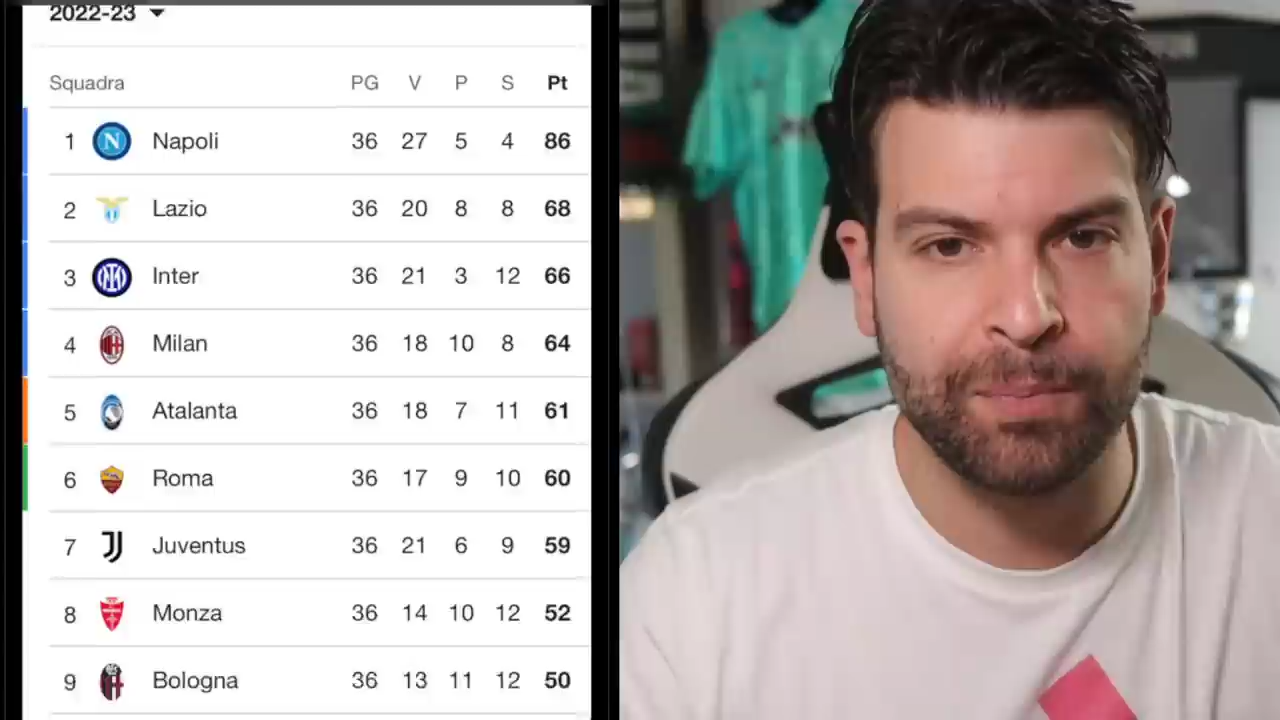 2022-23
Squadra PG V P S Pt
1 N Napoli 36 27 5 4 86
2 Lazio 36 20 8 8 68
3 Inter 36 21 3 12 66
4 Milan 36 18 10 8 64
5 Atalanta 36 18 7 11 61
6 Roma 36 17 9 10 60
7 Juventus 36 21 6 9 59
8 Monza 36 14 10 12 52
9 Bologna 36 13 11 12 50